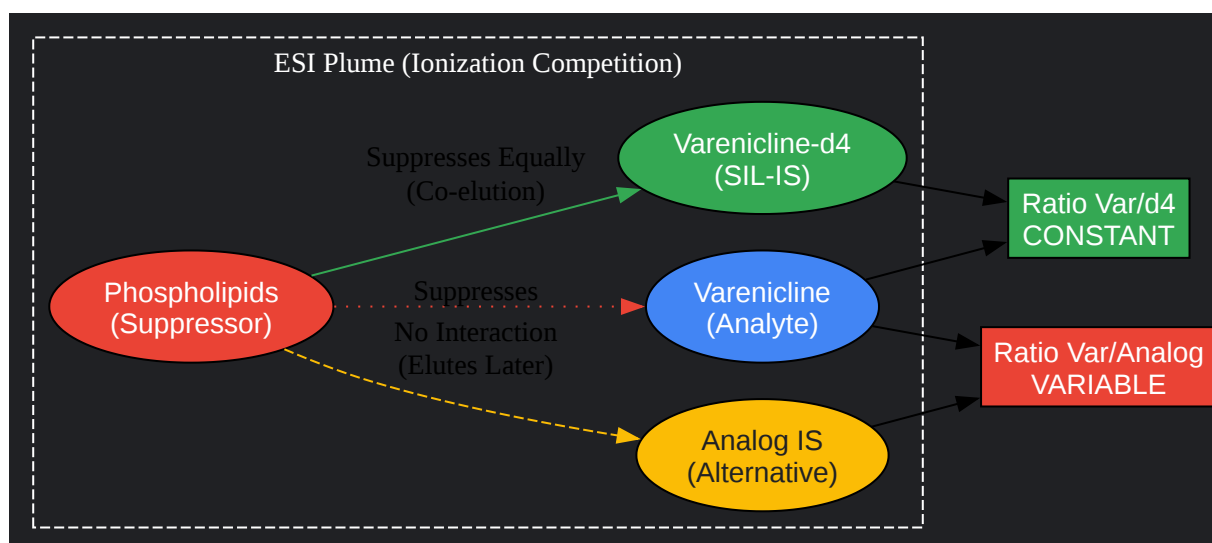 ESI Plume (Ionization Competition)
Suppresses Equally
(Co-elution)
Varenicline-d4
(SIL-IS)
Ratio Var/d4
CONSTANT
Phospholipids
(Suppressor)
Suppresses
Varenicline
(Analyte)
No Interaction
(Elutes Later)
Ratio Var/Analog
VARIABLE
Analog IS
(Alternative)